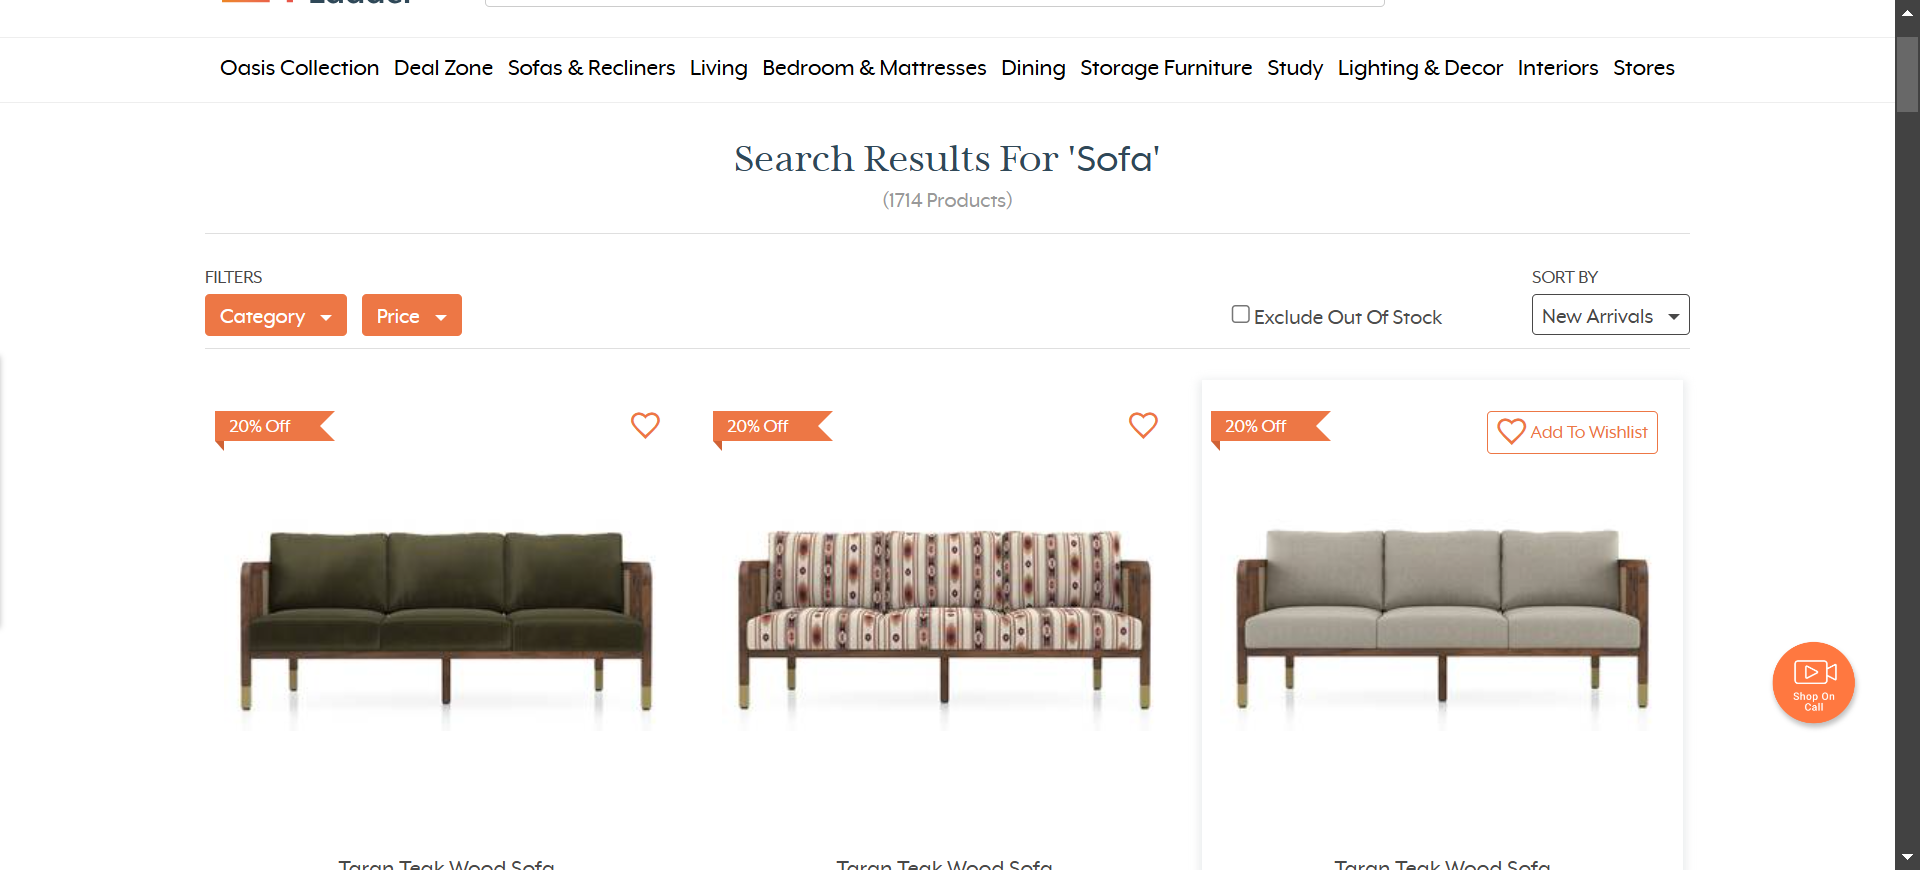 Ladder
Oasis Collection Deal Zone Sofas & Recliners Living Bedroom & Mattresses Dining Storage Furniture Study Lighting & Decor Interiors Stores
Search Results For 'Sofa'
(1714 Products)
FILTERS
SORT BY
Category Price
Exclude Out Of Stock
New Arrivals
20% Off
20% Off
20% Off
Add To Wishlist
Shop On
Call
Taran Teak Wood Sofa
Taran Teak Wood Sofa
Taran Teak Wood Sofa